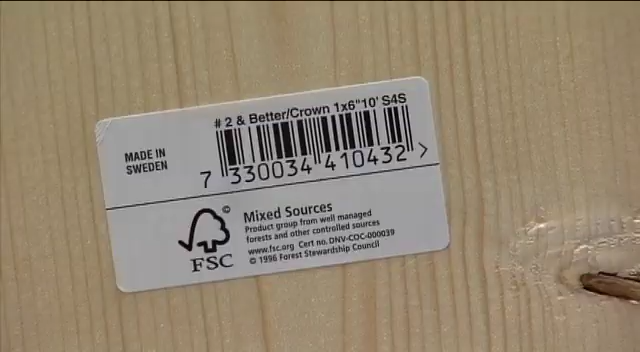 # 2 & Better/Crown 1x6"10' S4S
MADE IN
SWEDEN
7 330034 410432 >
©
FSC
Mixed Sources
Product group from well managed
forests and other controlled sources
www.fsc.org Cert no. DNV-COC-000039
© 1996 Forest Stewardship Council